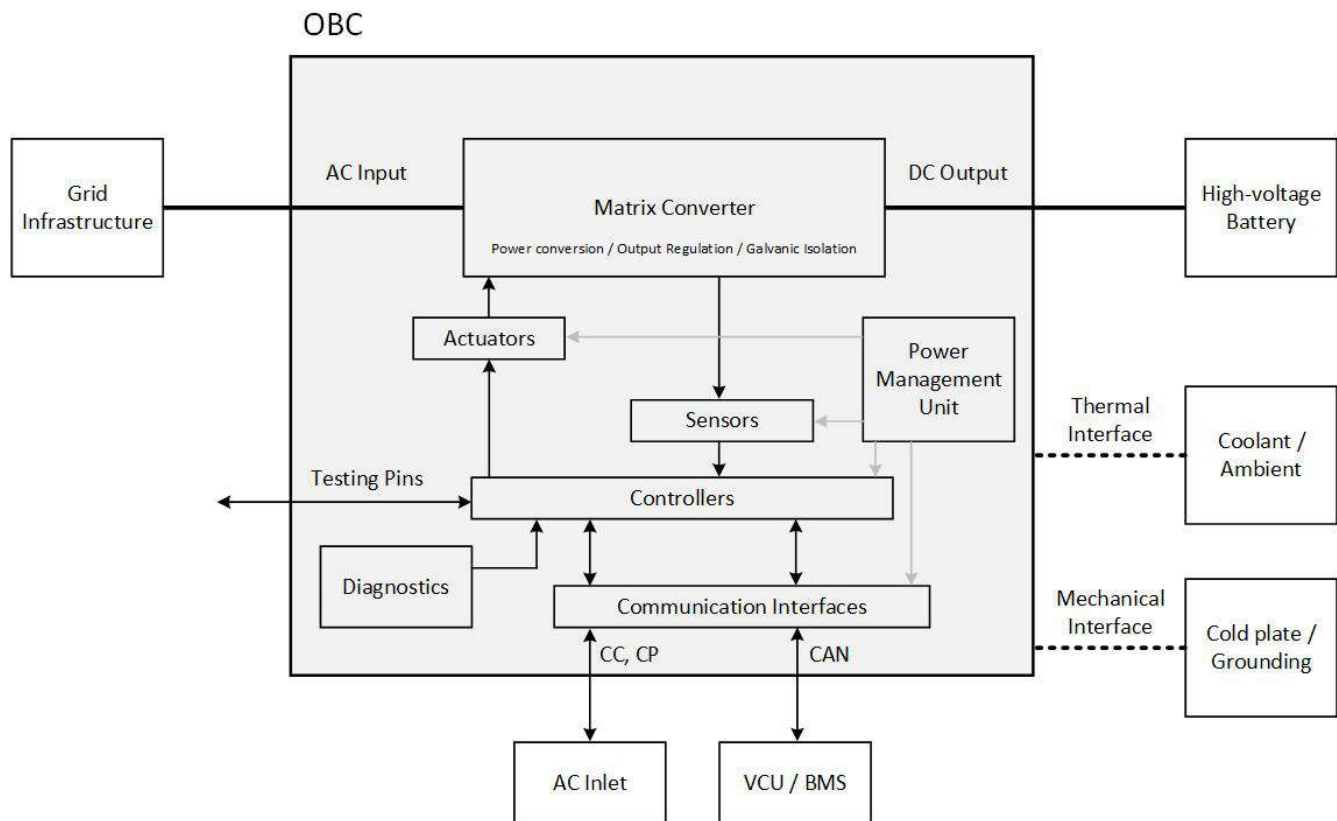 OBC
Grid
Infrastructure
AC Input
Matrix Converter
Power conversion / Output Regulation / Galvanic Isolation
DC Output
High-voltage
Battery
Actuators
Power
Management
Unit
Sensors
Thermal
Interface
Coolant /
Ambient
Testing Pins
Controllers
Diagnostics
Communication Interfaces
Mechanical
Interface
Cold plate /
Grounding
CC, CP
CAN
AC Inlet
VCU / BMS